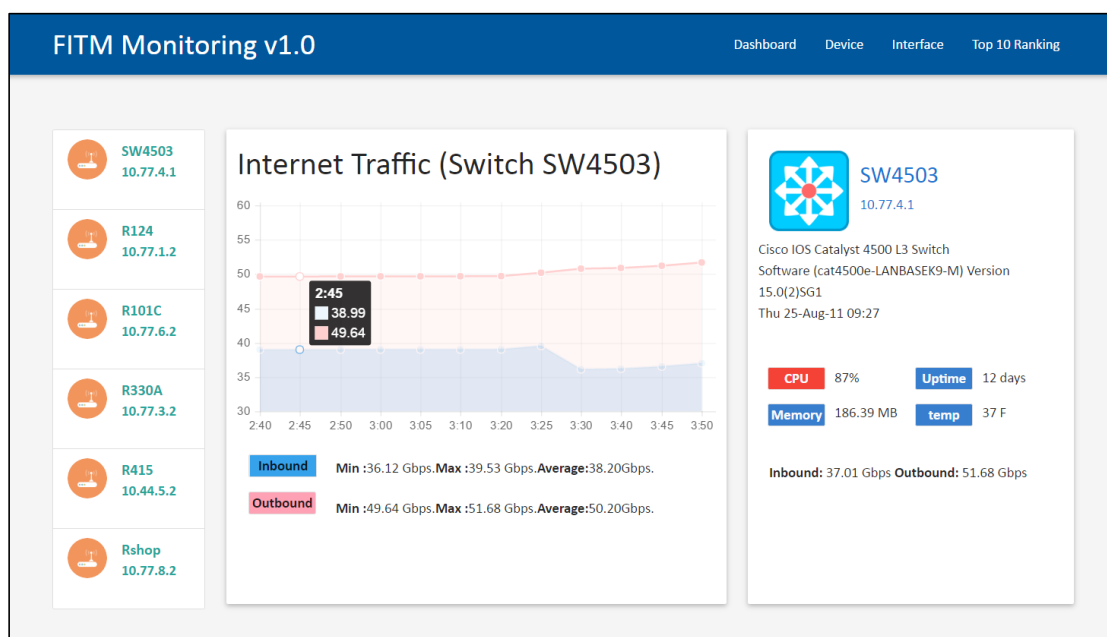 FITM Monitoring v1.0
Dashboard Device Interface Top 10 Ranking
SW4503
10.77.4.1
R124
10.77.1.2
R101C
10.77.6.2
R330A
10.77.3.2
R415
10.44.5.2
Rshop
10.77.8.2
Internet Traffic (Switch SW4503)
60
55
50
45
40
35
30
2:45
38.99
49.64
2:40 2:45 2:50 3:00 3:05 3:10 3:20 3:25 3:30 3:40 3:45 3:50
Inbound Min :36.12 Gbps.Max :39.53 Gbps.Average:38.20Gbps.
Outbound Min :49.64 Gbps.Max :51.68 Gbps.Average:50.20Gbps.
SW4503
10.77.4.1
Cisco IOS Catalyst 4500 L3 Switch
Software (cat4500e-LANBASEK9-M) Version
15.0(2)SG1
Thu 25-Aug-11 09:27
CPU 87% Uptime 12 days
Memory 186.39 MB temp 37 F
Inbound: 37.01 Gbps Outbound: 51.68 Gbps